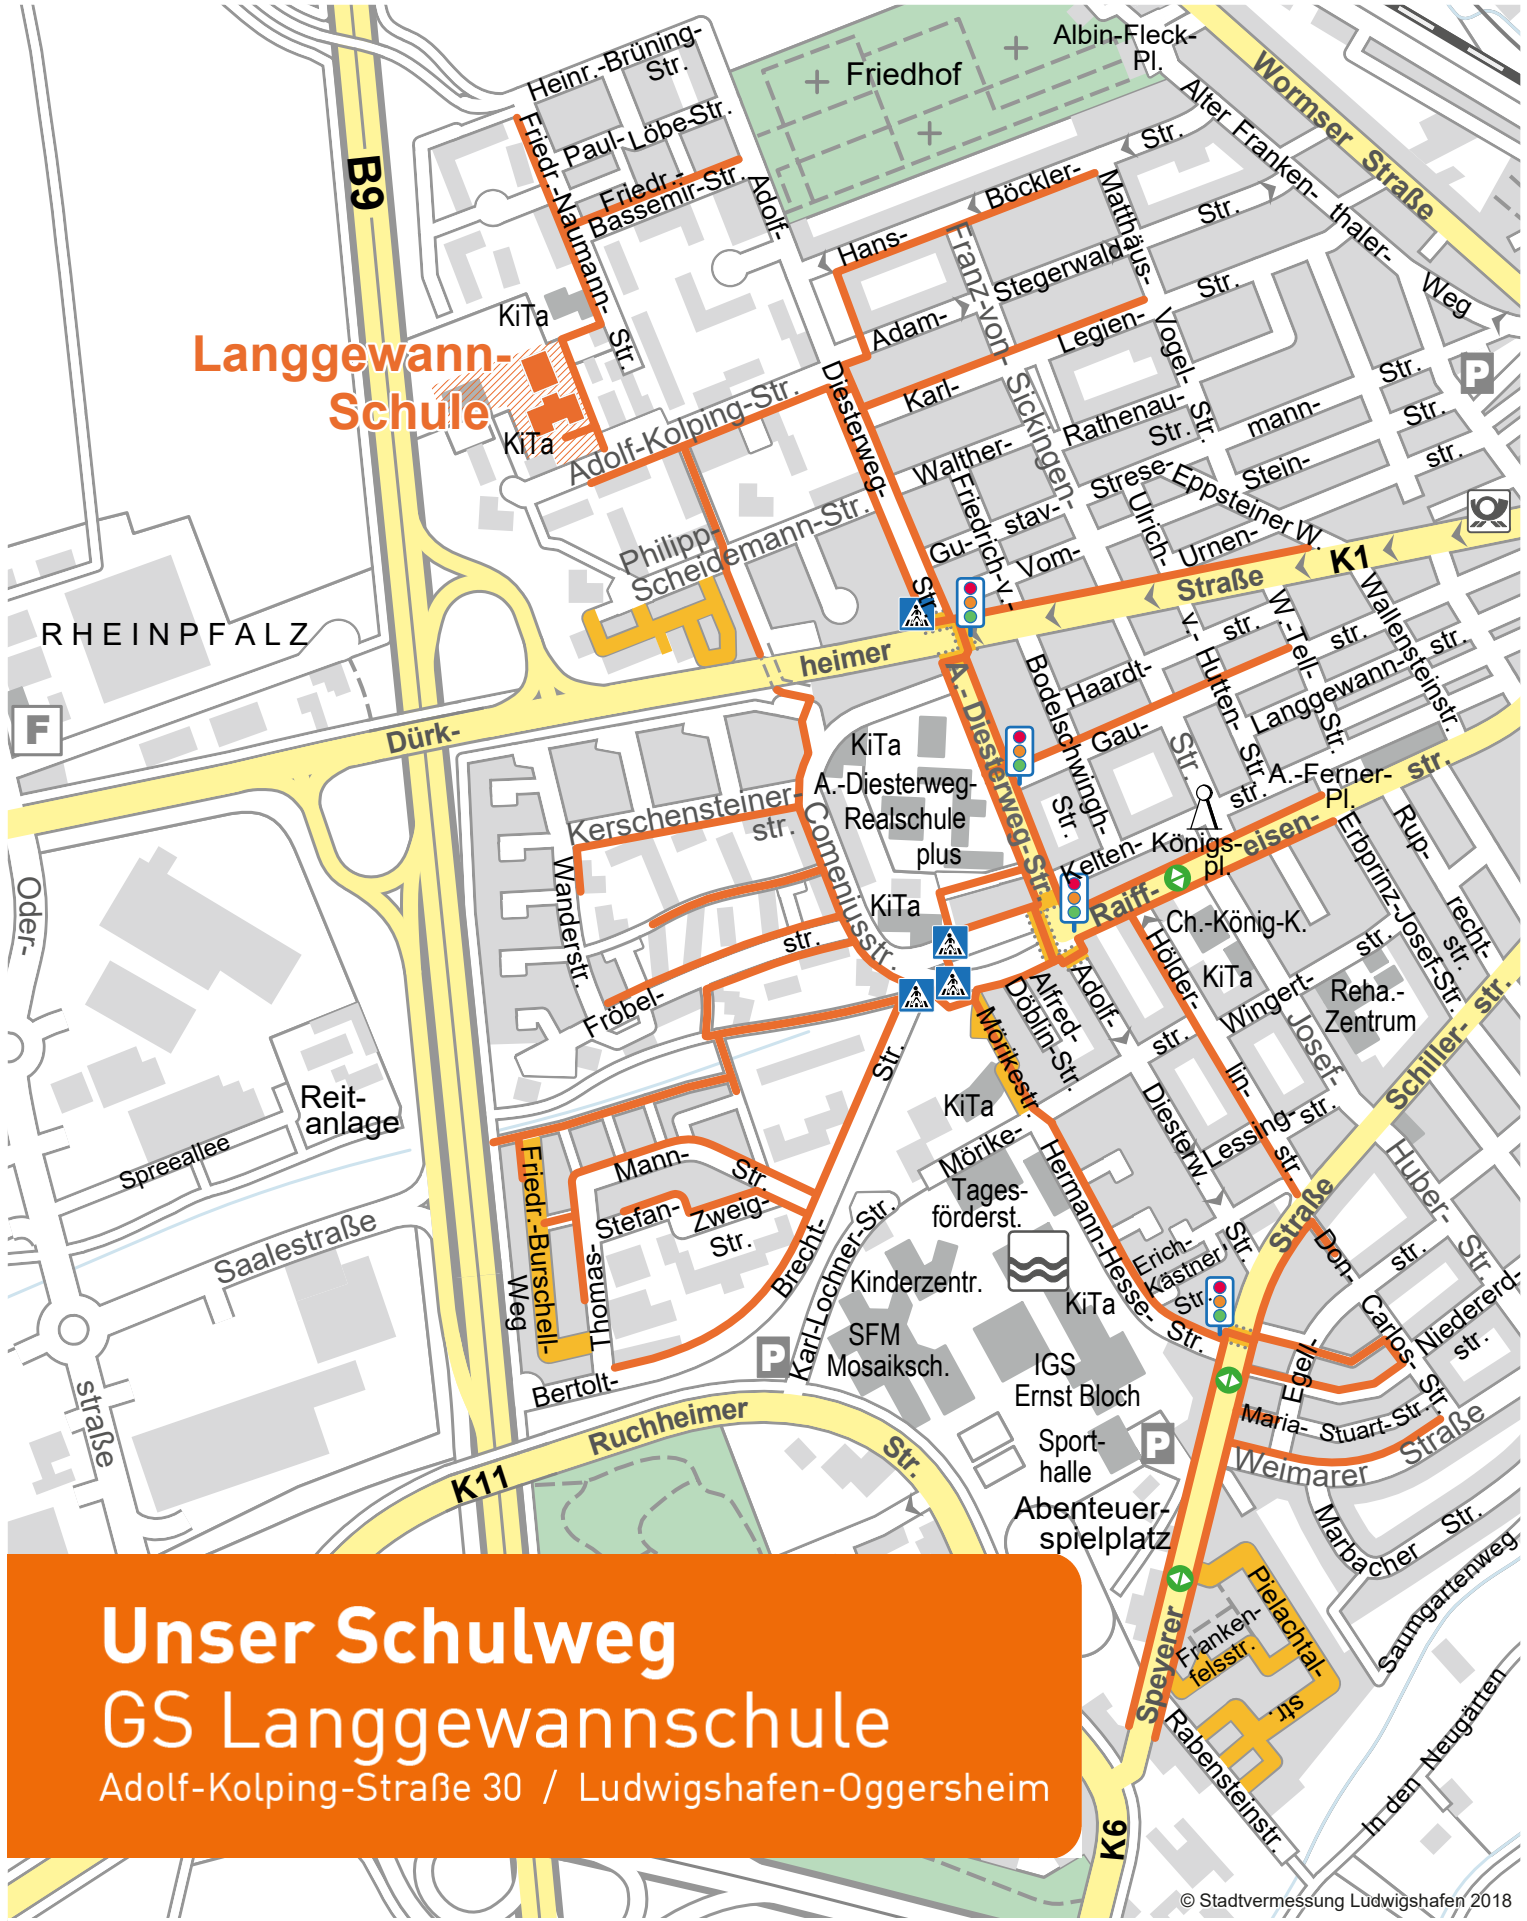 Albin-Fleck-
Pl.
Heinr.-Brüning-
Str.
Friedhof
Wormser Straße
Alter Franken-
thaler-
Weg
Paul-Löbe-Str.
Friedr.-
Bassemir-Str.
Friedr.-Naumann-
Str.
Adolf-
B9
Böckler-
Str.
Hans-
Matthäus-
Str.
Franz-von-
Sickingen-
Stegerwald-
Str.
Adam-
Legien-
Vogel-
Str.
KiTa
Langgewann-
Schule
KiTa
Adolf-Kolping-Str.
Diesterweg-
Str.
Karl-
Rathenau-
Str.
mann-
Str.
Str.
P
Walther-
Strese-
Stein-
str.
Eppsteiner W.
Friedrich-v.-
Gu-
stav-
Vom-
Ulrich-
Urnen-
Philipp-
Scheidemann-Str.
K1
Straße
heimer
Dürk-
RHEINPFALZ
F
Wallensteinstr.
W.-Tell-
Str.
str.
str.
str.
v.-
Hutten-
Str.
Haardt-
Langgewann-
Bodelschwingh-
Str.
Gau-
Str.
str.
A.-Diesterweg-Str.
KiTa
A.-Diesterweg-
Realschule
plus
A.-Ferner-
Pl.
str.
Kerschensteiner-
str.
Comeniusstr.
Wanderstr.
Kelten-
Königs-
pl.
Raiff-
eisen-
Erbprinz-Josef-Str.
Rup-
recht-
str.
Oder-
KiTa
Ch.-König-K.
KiTa
str.
Wingert-
Reha.-
Zentrum
str.
Fröbel-
Hölder-
lin-
str.
Adolf-
Diesterw.
Str.
Alfred-
Döblin-Str.
Mörikestr.
str.
Josef-
Huber-
Str.
Schiller- str.
Str.
KiTa
Lessing-
str.
Reit-
anlage
Spreeallee
Saalestraße
straße
Mörike-
Tages-
förderst.
Hermann-Hesse-
Str.
Mann-
Str.
Stefan-
Zweig-
Str.
Thomas-
Friedr.-Burschell-
Weg
Brecht-
Bertolt-
Karl-Lochner-Str.
Kinderzentr.
Erich-
Kästner
Str.
KiTa
Straße
Don-
Carlos-
Str.
str.
Niedererd-
str.
SFM
Mosaiksch.
P
IGS
Ernst Bloch
Egell-
Maria-
Stuart-Str.
Weimarer
Straße
Ruchheimer
Str.
K11
Sport-
halle
P
Abenteuer-
spielplatz
Marbacher
Str.
Saumgartenweg
Pielachtal-
str.
Franken-
felsstr.
Speyerer
Rabensteinstr.
In den Neugärten
K6
Unser Schulweg
GS Langgewannschule
Adolf-Kolping-Straße 30 / Ludwigshafen-Oggersheim
© Stadtvermessung Ludwigshafen 2018